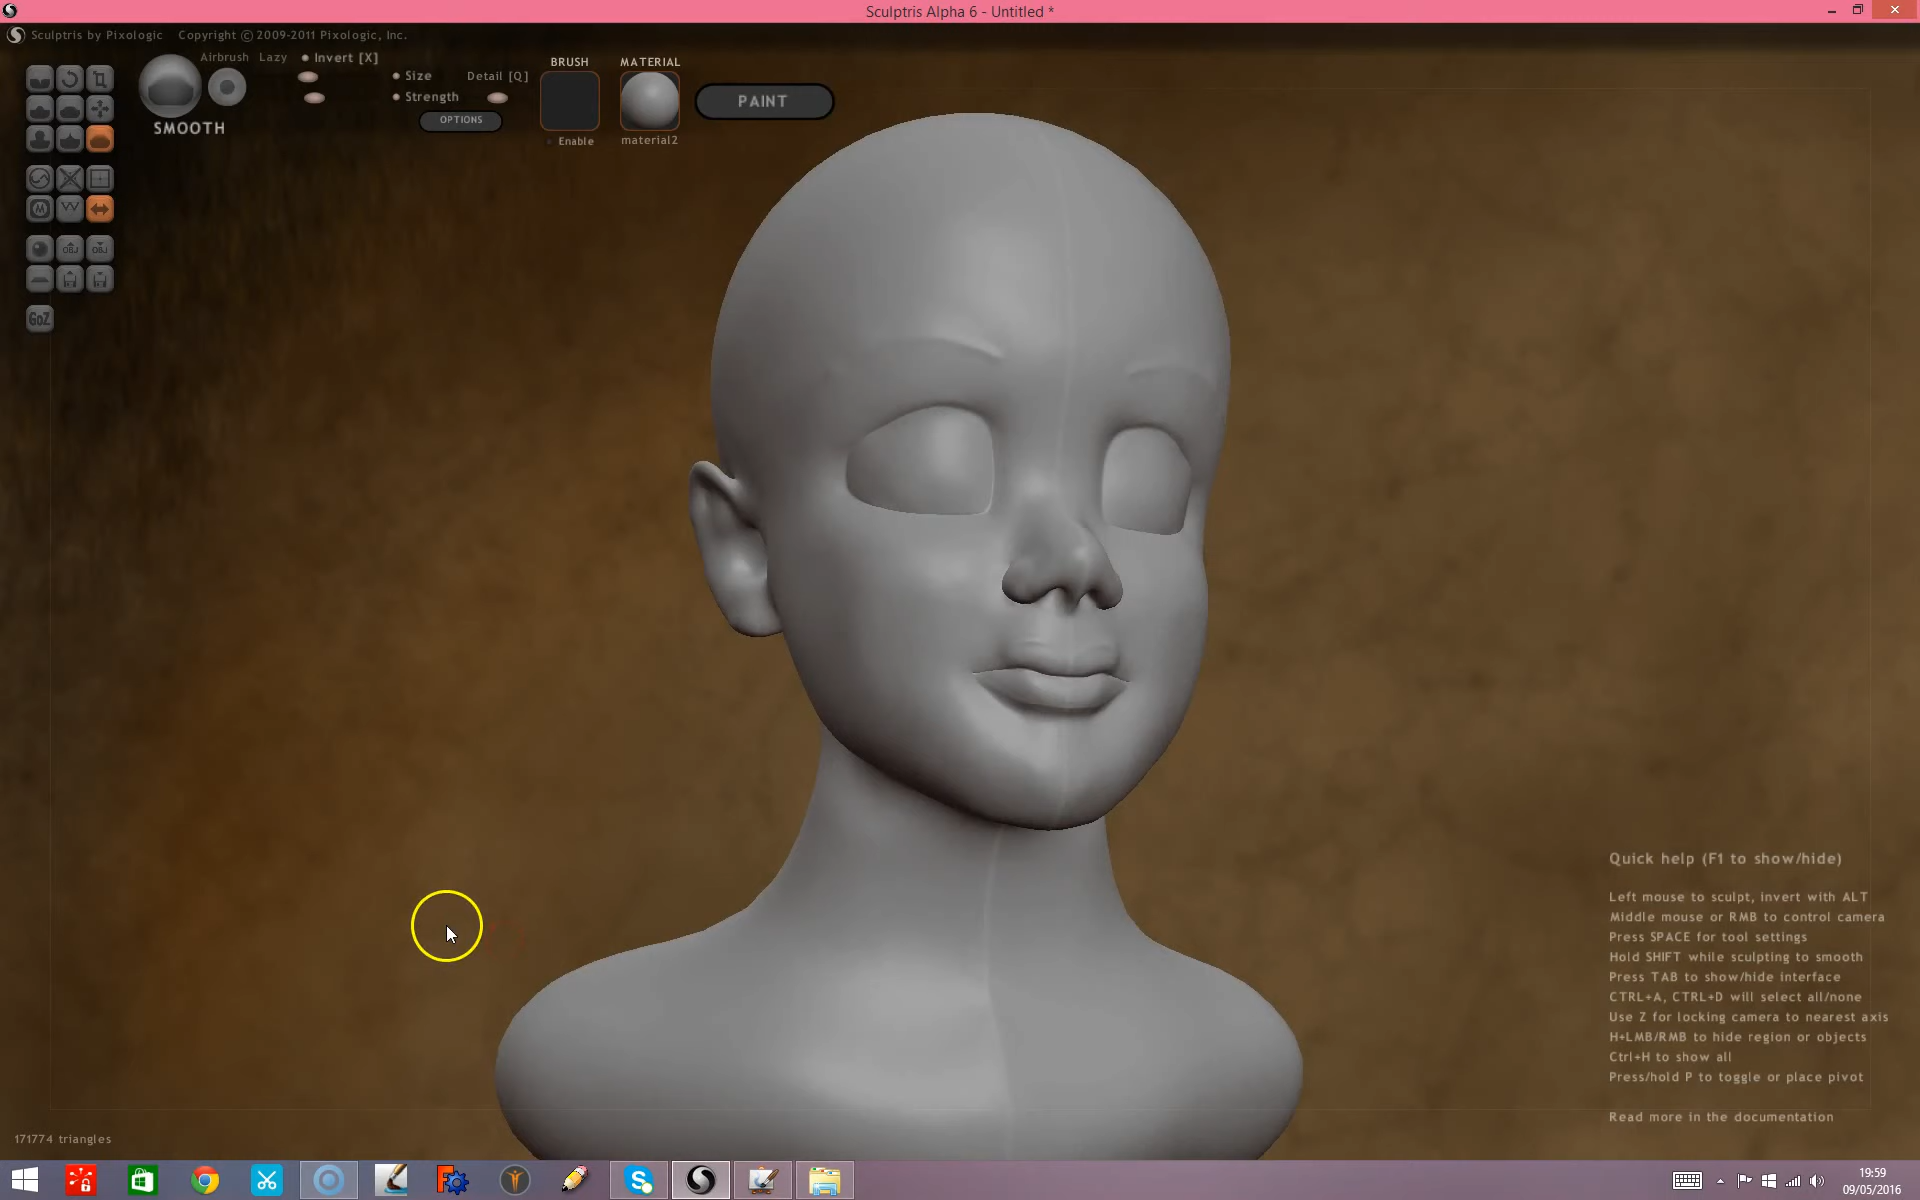 Sculptris Alpha 6 - Untitled *
Sculptris by Pixologic Copyright © 2009-2011 Pixologic, Inc.
Airbrush Lazy Invert [X]
Size Detail [Q]
Strength
OPTIONS
SMOOTH
BRUSH
Enable
MATERIAL
material2
PAINT
OBJ OBJ
GoZ
Quick help (F1 to show/hide)
Left mouse to sculpt, invert with ALT
Middle mouse or RMB to control camera
Press SPACE for tool settings
Hold SHIFT while sculpting to smooth
Press TAB to show/hide interface
CTRL+A, CTRL+D will select all/none
Use Z for locking camera to nearest axis
H+LMB/RMB to hide region or objects
Ctrl+H to show all
Press/hold P to toggle or place pivot
Read more in the documentation
171774 triangles
19:59
09/05/2016